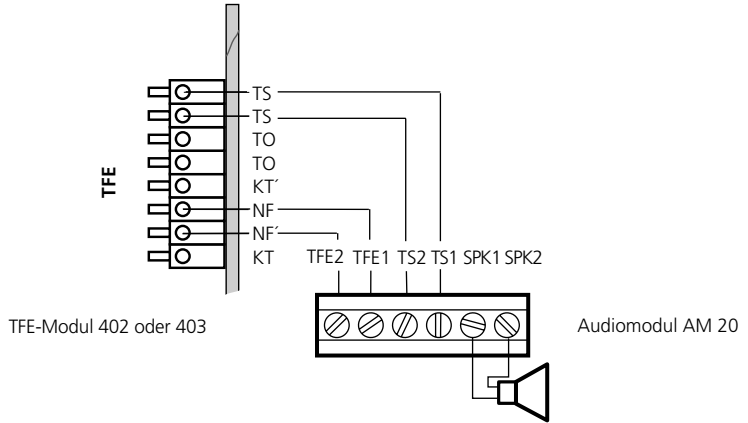 TFE
TS
TS
TO
TO
KT´
NF
NF´
KT
TFE2 TFE1 TS2 TS1 SPK1 SPK2
TFE-Modul 402 oder 403
Audiomodul AM 20